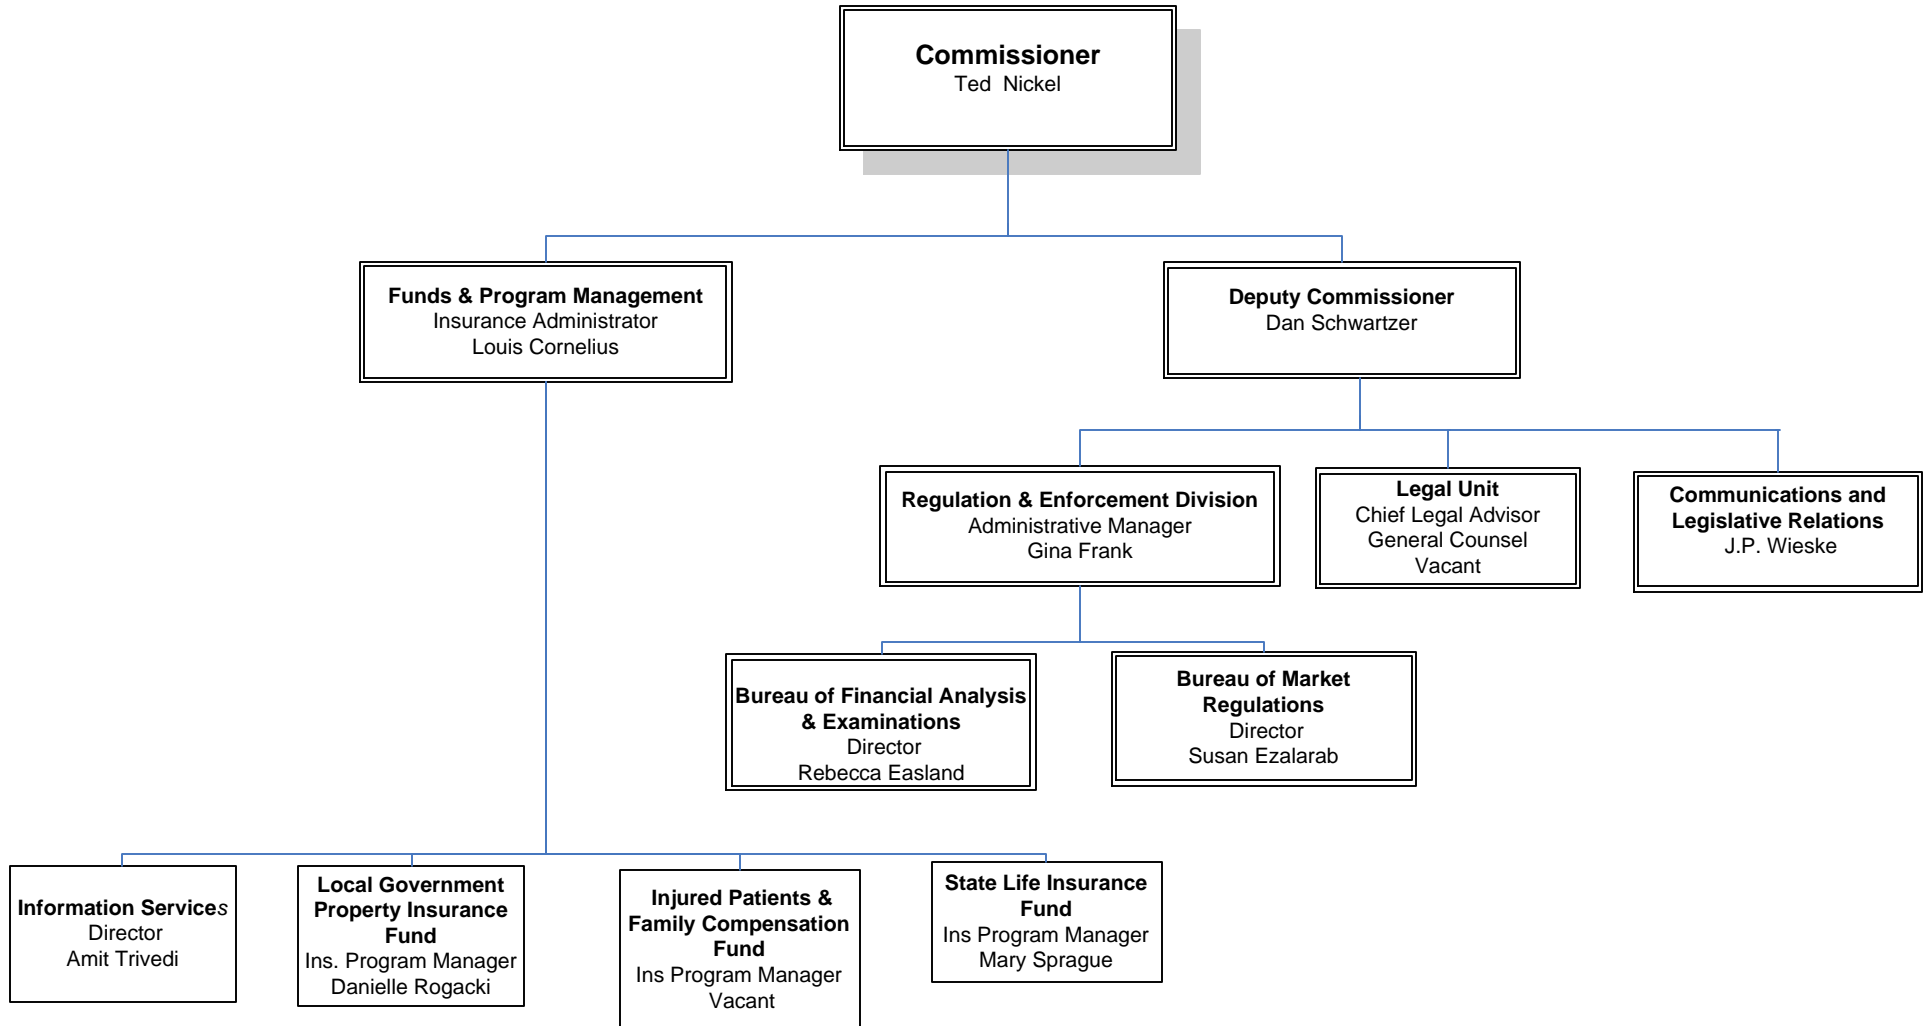 Commissioner
Ted Nickel
Funds & Program Management
Insurance Administrator
Louis Cornelius
Deputy Commissioner
Dan Schwartzer
Regulation & Enforcement Division
Administrative Manager
Gina Frank
Legal Unit
Chief Legal Advisor
General Counsel
Vacant
Communications and
Legislative Relations
J.P. Wieske
Bureau of Financial Analysis
& Examinations
Director
Rebecca Easland
Bureau of Market
Regulations
Director
Susan Ezalarab
Information Services
Director
Amit Trivedi
Local Government
Property Insurance
Fund
Ins. Program Manager
Danielle Rogacki
Injured Patients &
Family Compensation
Fund
Ins Program Manager
Vacant
State Life Insurance
Fund
Ins Program Manager
Mary Sprague